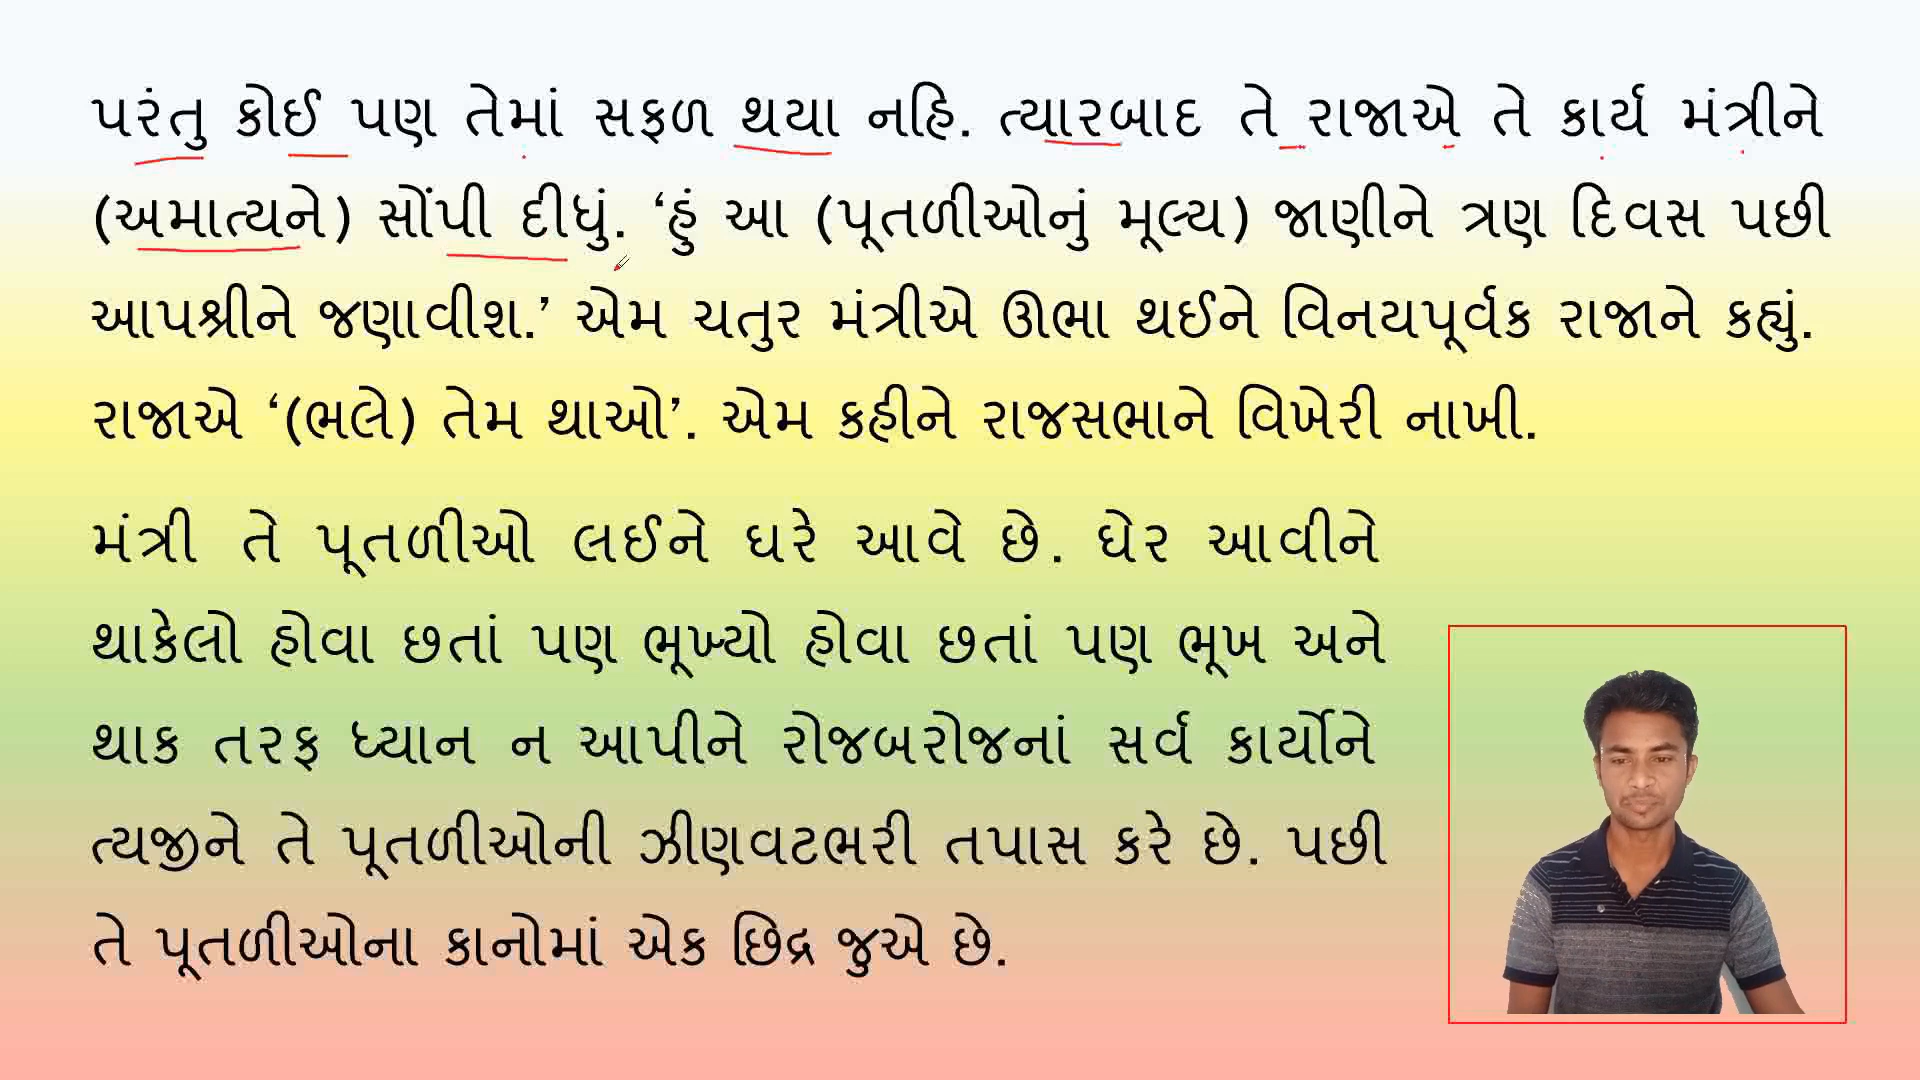 પરંતુ કોઈ પણ તેમાં સફળ થયા નહિ. ત્યારબાદ તે રાજાએ તે કાર્ય મંત્રીને
(અમાત્યને) સોંપી દીધું. ‘હું આ (પૂતળીઓનું મૂલ્ય) જાણીને ત્રણ દિવસ પછી
આપશ્રીને જણાવીશ.’ એમ ચતુર મંત્રીએ ઊભા થઈને વિનયપૂર્વક રાજાને કહ્યું.
રાજાએ ‘(ભલે) તેમ થાઓ’. એમ કહીને રાજસભાને વિખેરી નાખી.
મંત્રી તે પૂતળીઓ લઈને ઘરે આવે છે. ઘેર આવીને
થાકેલો હોવા છતાં પણ ભૂખ્યો હોવા છતાં પણ ભૂખ અને
થાક તરફ ધ્યાન ન આપીને રોજબરોજનાં સર્વ કાર્યોને
ત્યજીને તે પૂતળીઓની ઝીણવટભરી તપાસ કરે છે. પછી
તે પૂતળીઓના કાનોમાં એક છિદ્ર જુએ છે.